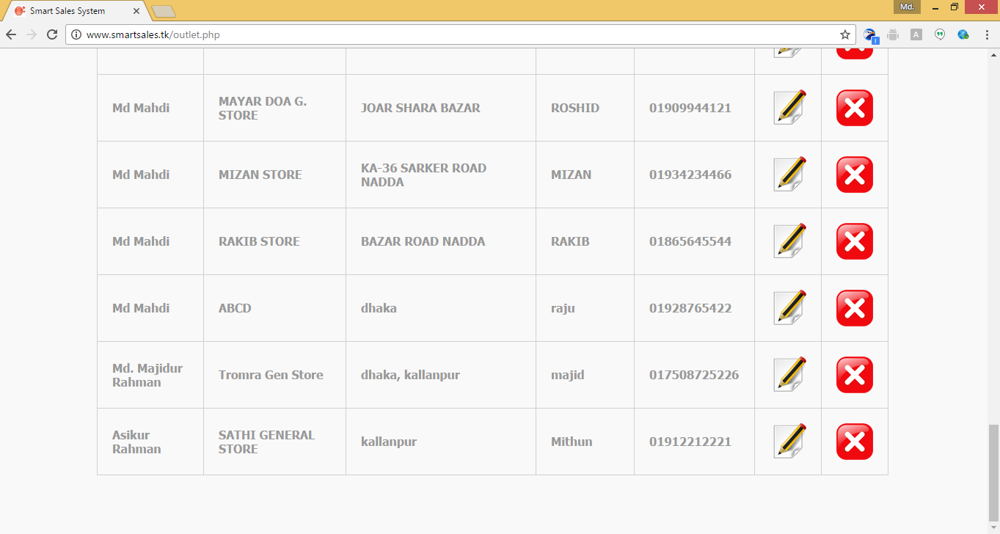 Smart Sales System
Md.
www.smartsales.tk/outlet.php
Md Mahdi
MAYAR DOA G.
STORE
JOAR SHARA BAZAR
ROSHID
01909944121
Md Mahdi
MIZAN STORE
KA-36 SARKER ROAD
NADDA
MIZAN
01934234466
Md Mahdi
RAKIB STORE
BAZAR ROAD NADDA
RAKIB
01865645544
Md Mahdi
ABCD
dhaka
raju
01928765422
Md. Majidur
Rahman
Tromra Gen Store
dhaka, kallanpur
majid
017508725226
Asikur
Rahman
SATHI GENERAL
STORE
kallanpur
Mithun
01912212221